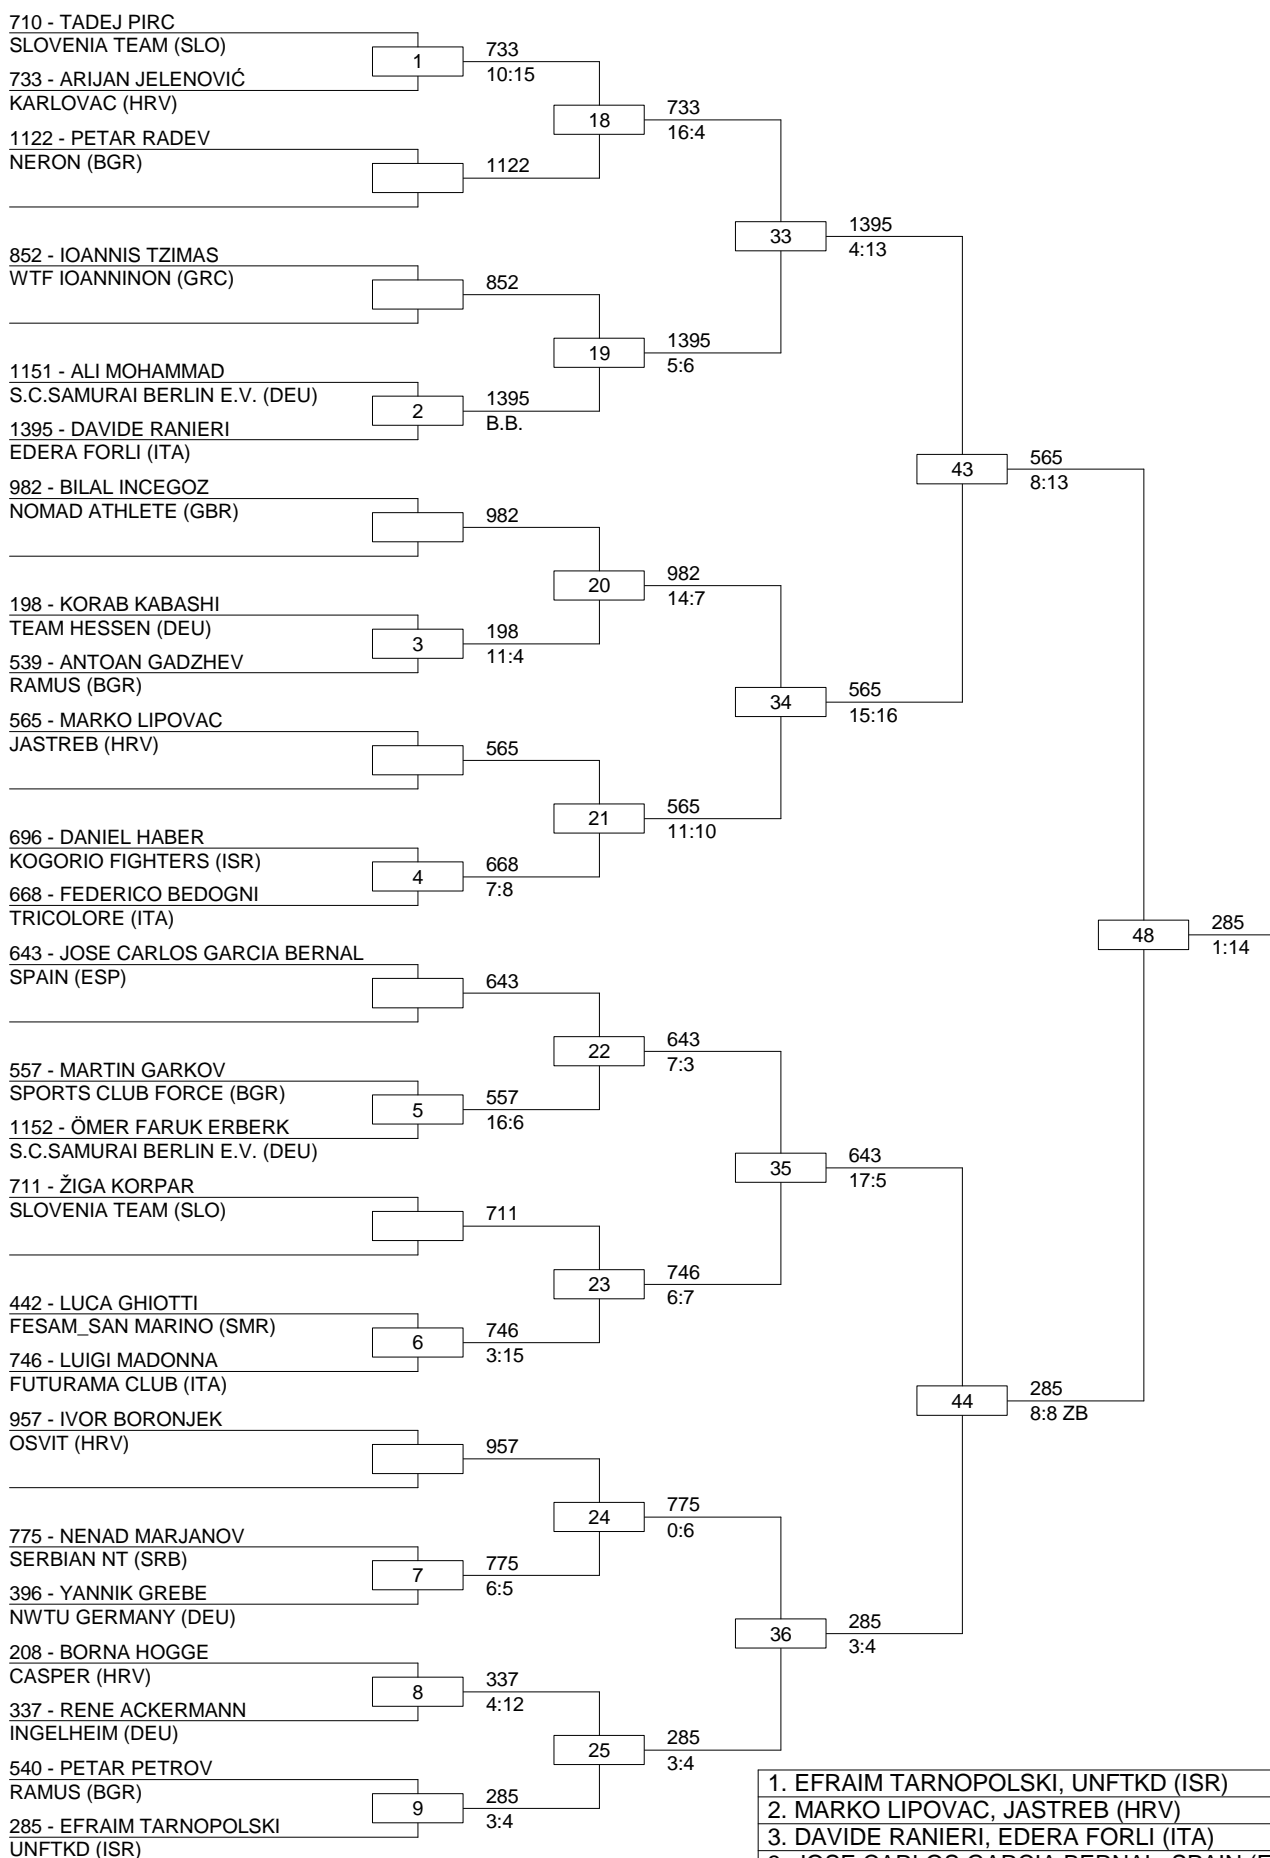 710 - TADEJ PIRC
SLOVENIA TEAM (SLO)
1
733
10:15
733 - ARIJAN JELENOVIĆ
KARLOVAC (HRV)
18
733
16:4
1122 - PETAR RADEV
NERON (BGR)
1122
33
1395
4:13
852 - IOANNIS TZIMAS
WTF IOANNINON (GRC)
852
19
1395
5:6
1151 - ALI MOHAMMAD
S.C.SAMURAI BERLIN E.V. (DEU)
2
1395
B.B.
1395 - DAVIDE RANIERI
EDERA FORLI (ITA)
43
565
8:13
982 - BILAL INCEGOZ
NOMAD ATHLETE (GBR)
982
20
982
14:7
198 - KORAB KABASHI
TEAM HESSEN (DEU)
3
198
11:4
539 - ANTOAN GADZHEV
RAMUS (BGR)
34
565
15:16
565 - MARKO LIPOVAC
JASTREB (HRV)
565
21
565
11:10
696 - DANIEL HABER
KOGORIO FIGHTERS (ISR)
4
668
7:8
668 - FEDERICO BEDOGNI
TRICOLORE (ITA)
48
285
1:14
643 - JOSE CARLOS GARCIA BERNAL
SPAIN (ESP)
643
22
643
7:3
557 - MARTIN GARKOV
SPORTS CLUB FORCE (BGR)
5
557
16:6
1152 - ÖMER FARUK ERBERK
S.C.SAMURAI BERLIN E.V. (DEU)
35
643
17:5
711 - ŽIGA KORPAR
SLOVENIA TEAM (SLO)
711
23
746
6:7
442 - LUCA GHIOTTI
FESAM_SAN MARINO (SMR)
6
746
3:15
746 - LUIGI MADONNA
FUTURAMA CLUB (ITA)
44
285
8:8 ZB
957 - IVOR BORONJEK
OSVIT (HRV)
957
24
775
0:6
775 - NENAD MARJANOV
SERBIAN NT (SRB)
7
775
6:5
396 - YANNIK GREBE
NWTU GERMANY (DEU)
36
285
3:4
208 - BORNA HOGGE
CASPER (HRV)
8
337
4:12
337 - RENE ACKERMANN
INGELHEIM (DEU)
25
285
3:4
540 - PETAR PETROV
RAMUS (BGR)
9
285
3:4
285 - EFRAIM TARNOPOLSKI
UNFTKD (ISR)
1. EFRAIM TARNOPOLSKI, UNFTKD (ISR)
2. MARKO LIPOVAC, JASTREB (HRV)
3. DAVIDE RANIERI, EDERA FORLI (ITA)
3. JOSE CARLOS GARCIA BERNAL, SPAIN